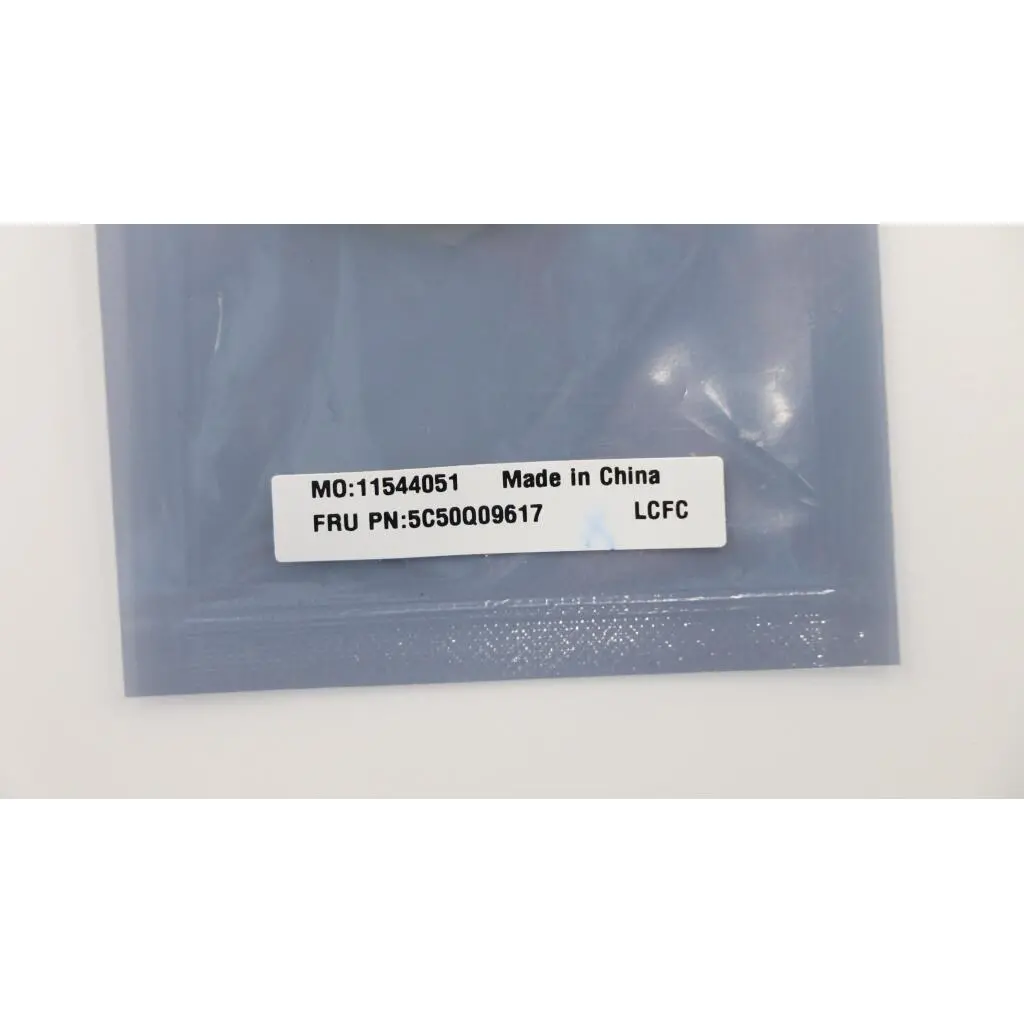 MO:11544051 Made in China
FRU PN:5C50Q09617 LCFC